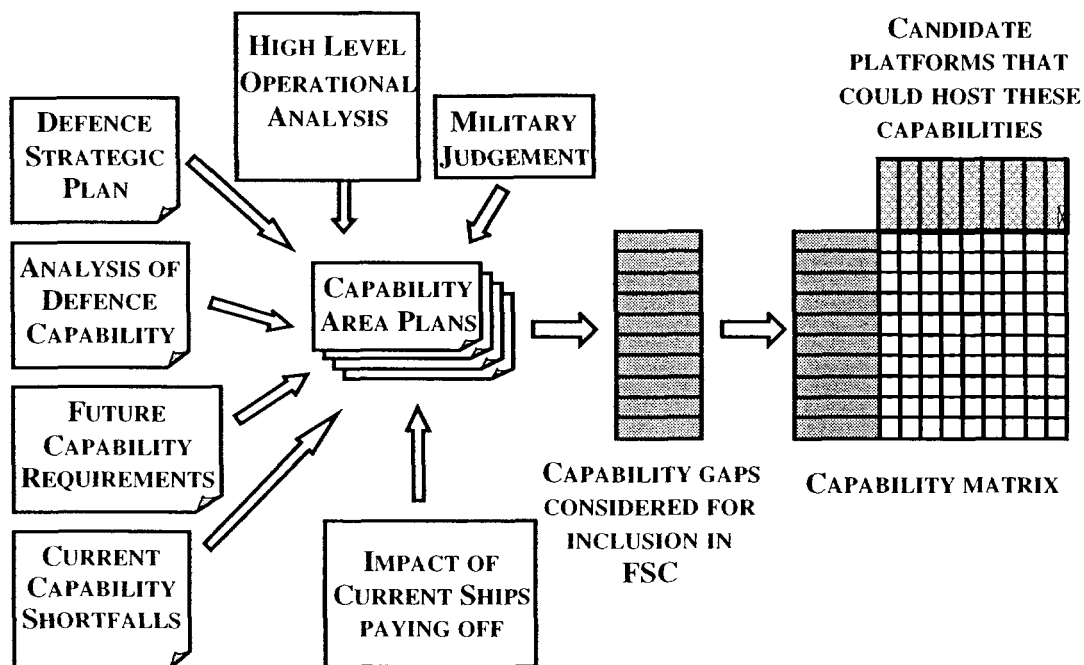 HIGH LEVEL
OPERATIONAL
ANALYSIS
MILITARY
JUDGEMENT
DEFENCE
STRATEGIC
PLAN
ANALYSIS OF
DEFENCE
CAPABILITY
FUTURE
CAPABILITY
REQUIREMENTS
CURRENT
CAPABILITY
SHORTFALLS
IMPACT OF
CURRENT SHIPS
PAYING OFF
CAPABILITY
AREA PLANS
CAPABILITY GAPS
CONSIDERED FOR
INCLUSION IN
FSC
CANDIDATE
PLATFORMS THAT
COULD HOST THESE
CAPABILITIES
CAPABILITY MATRIX